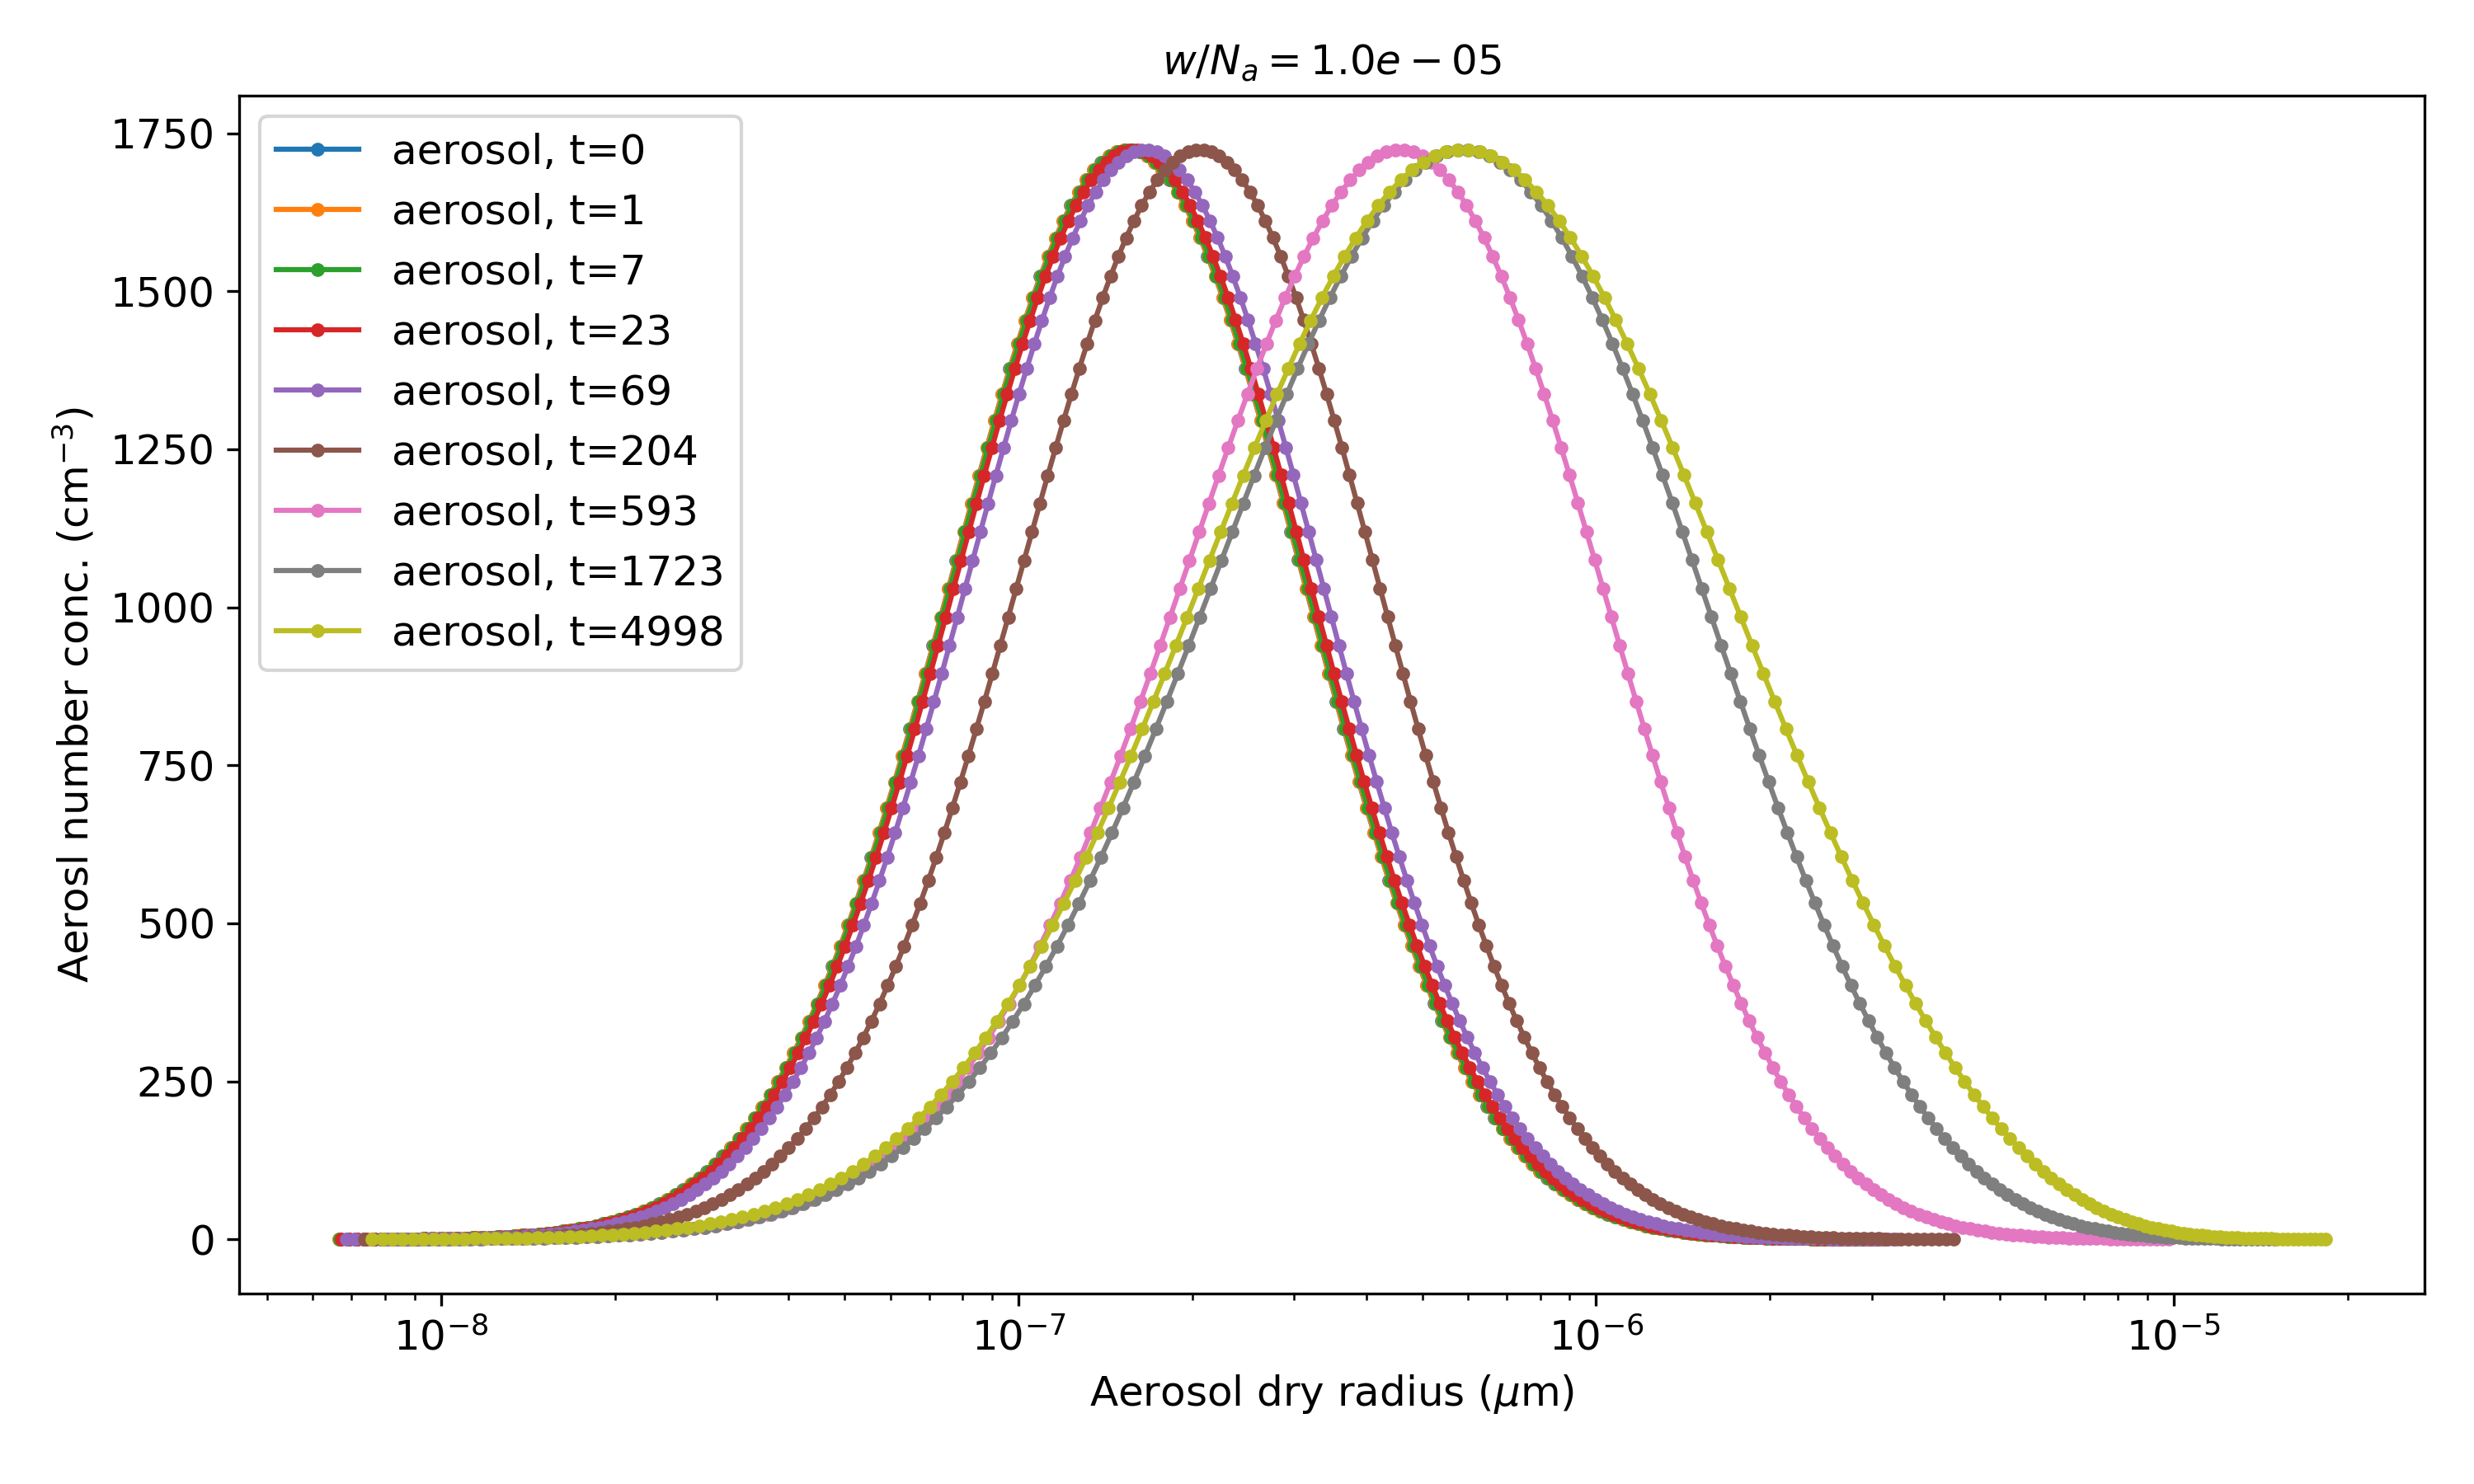 w/Nₐ = 1.0e − 05
Aerosl number conc. (cm⁻³)
1750
1500
1250
1000
750
500
250
0
aerosol, t=0
aerosol, t=1
aerosol, t=7
aerosol, t=23
aerosol, t=69
aerosol, t=204
aerosol, t=593
aerosol, t=1723
aerosol, t=4998
10⁻⁸ 10⁻⁷ 10⁻⁶ 10⁻⁵
Aerosol dry radius (μm)